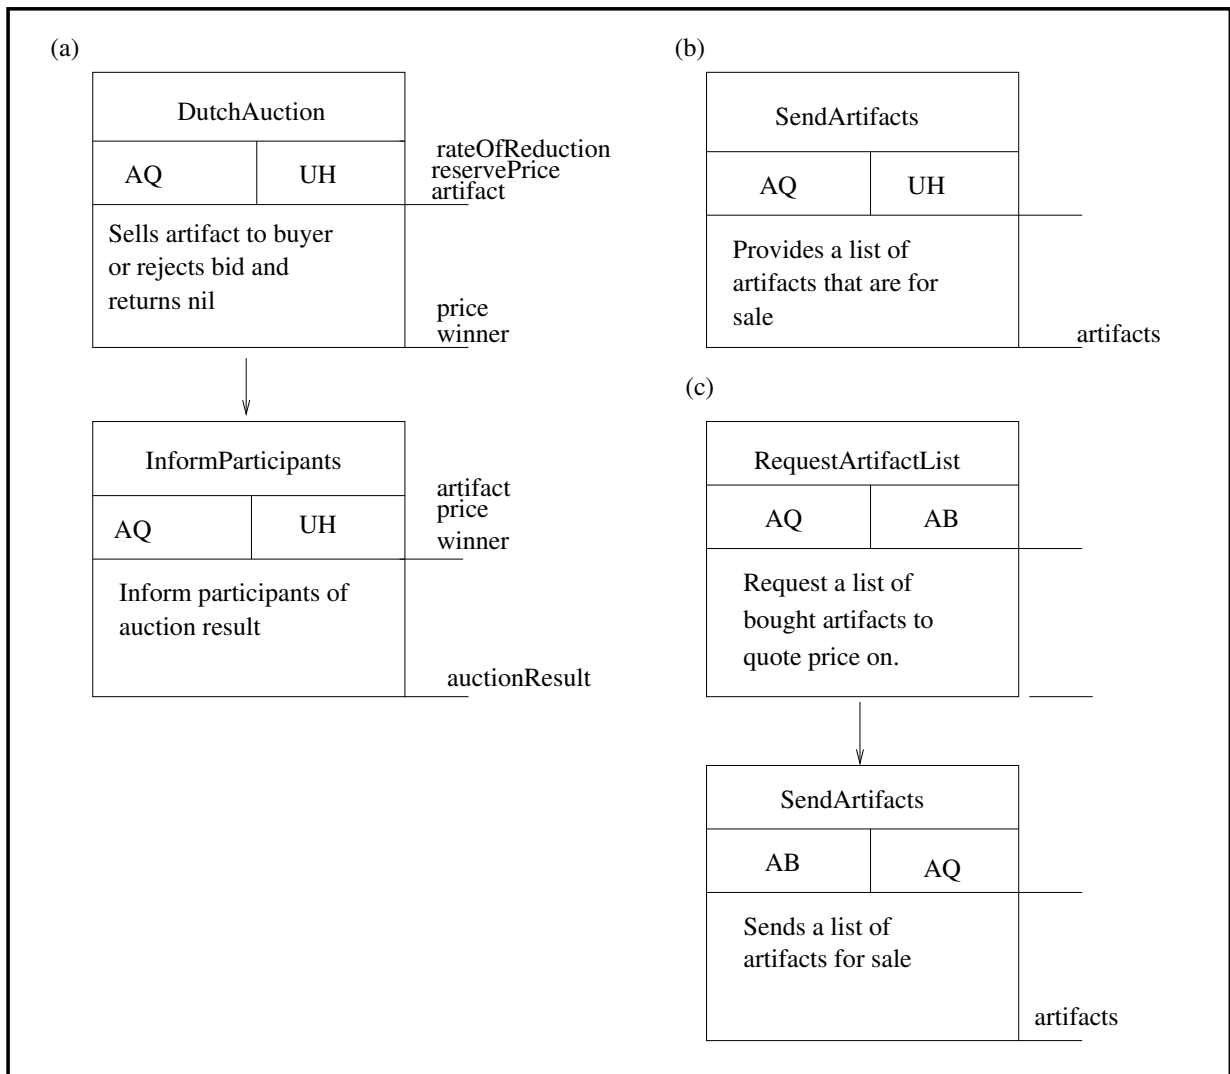 (a)
DutchAuction
AQ
UH
rateOfReduction
reservePrice
artifact
Sells artifact to buyer
or rejects bid and
returns nil
price
winner
InformParticipants
AQ
UH
artifact
price
winner
Inform participants of
auction result
auctionResult
(b)
SendArtifacts
AQ
UH
Provides a list of
artifacts that are for
sale
artifacts
(c)
RequestArtifactList
AQ
AB
Request a list of
bought artifacts to
quote price on.
SendArtifacts
AB
AQ
Sends a list of
artifacts for sale
artifacts